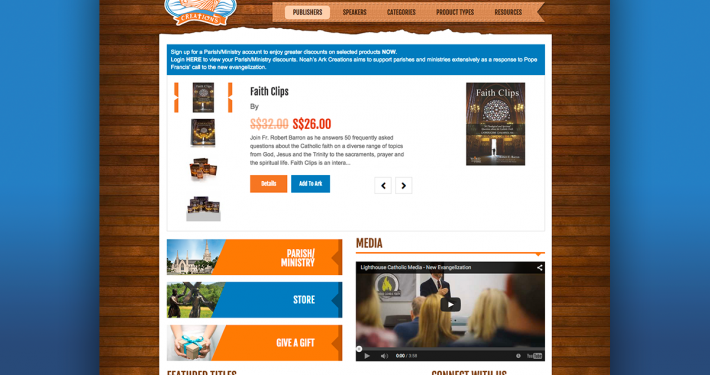 CREATIONS
PUBLISHERS SPEAKERS CATEGORIES PRODUCT TYPES RESOURCES
Sign up for a Parish/Ministry account to enjoy greater discounts on selected products NOW.
Login HERE to view your Parish/Ministry discounts. Noah's Ark Creations aims to support parishes and ministries extensively as a response to Pope
Francis' call to the new evangelization.
Faith Clips
By
S$32.00 S$26.00
Join Fr. Robert Barron as he answers 50 frequently asked
questions about the Catholic faith on a diverse range of topics
from God, Jesus and the Trinity to the sacraments, prayer and
the spiritual life. Faith Clips is an intera...
Details Add To Ark
Faith Clips
PARISH/
MINISTRY
STORE
GIVE A GIFT
MEDIA
Lighthouse Catholic Media - New Evangelization
YouTube
FEATURED TITLES
CONNECT WITH US